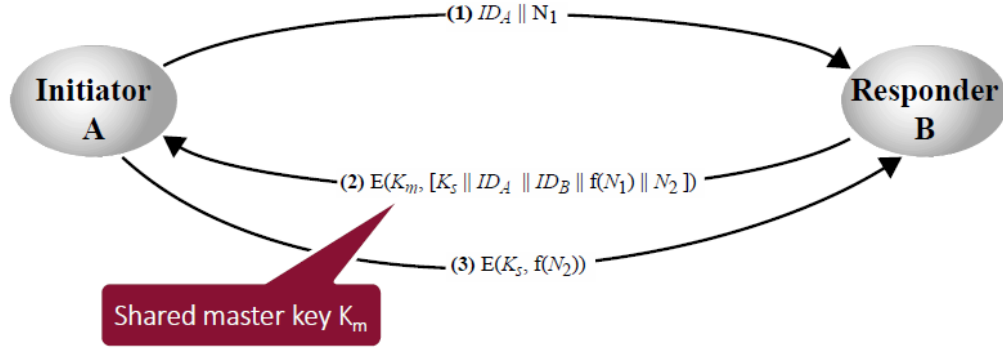 (1) ID_A || N_1
Initiator
A
Responder
B
(2) E(K_m, [K_s || ID_A || ID_B || f(N_1) || N_2 ])
(3) E(K_s, f(N_2))
Shared master key K_m